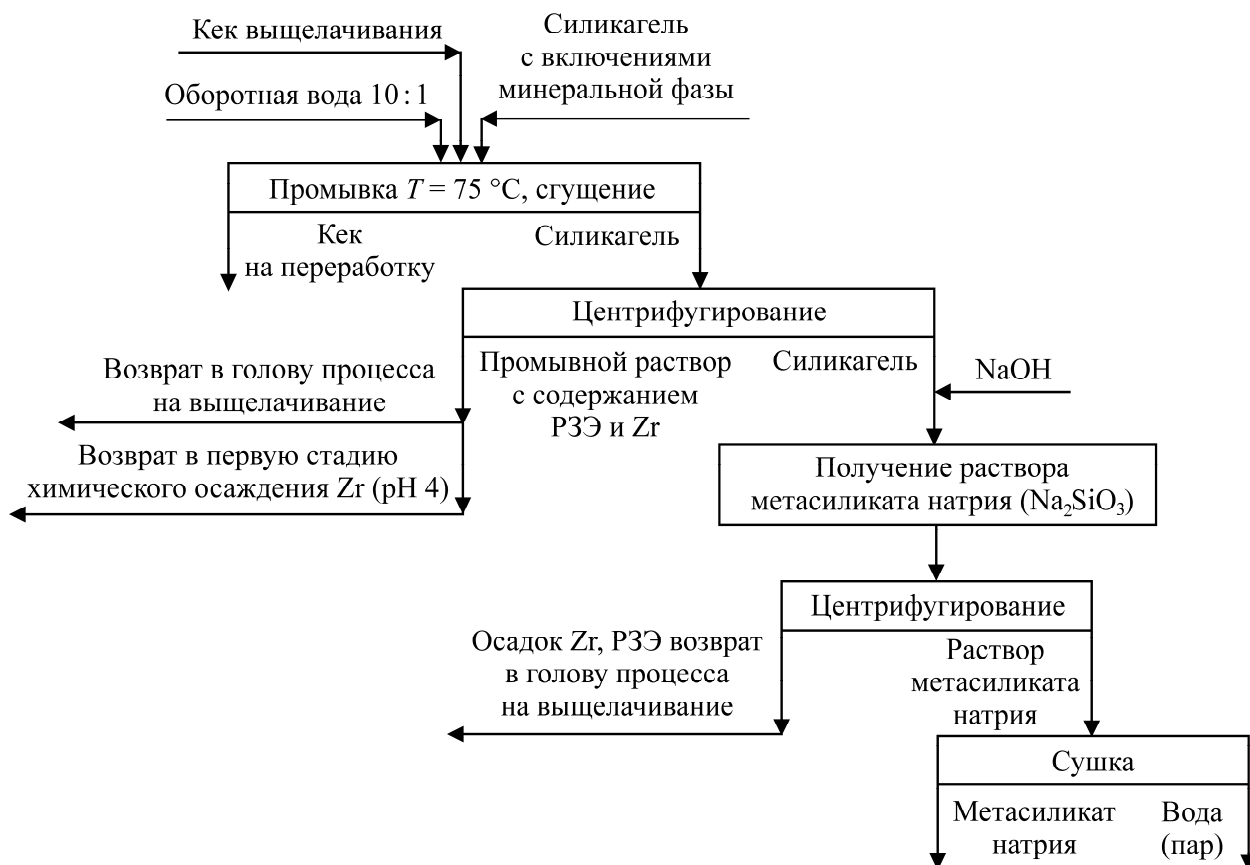 Кек выщелачивания
Силикагель
с включениями
минеральной фазы
Оборотная вода 10 : 1
Промывка T = 75 °C, сгущение
Кек
на переработку
Силикагель
Центрифугирование
Возврат в голову процесса
на выщелачивание
Промывной раствор
с содержанием
РЗЭ и Zr
Силикагель
NaOH
Возврат в первую стадию
химического осаждения Zr (pH 4)
Получение раствора
метасиликата натрия (Na₂SiO₃)
Центрифугирование
Осадок Zr, РЗЭ возврат
в голову процесса
на выщелачивание
Раствор
метасиликата
натрия
Сушка
Метасиликат
натрия
Вода
(пар)